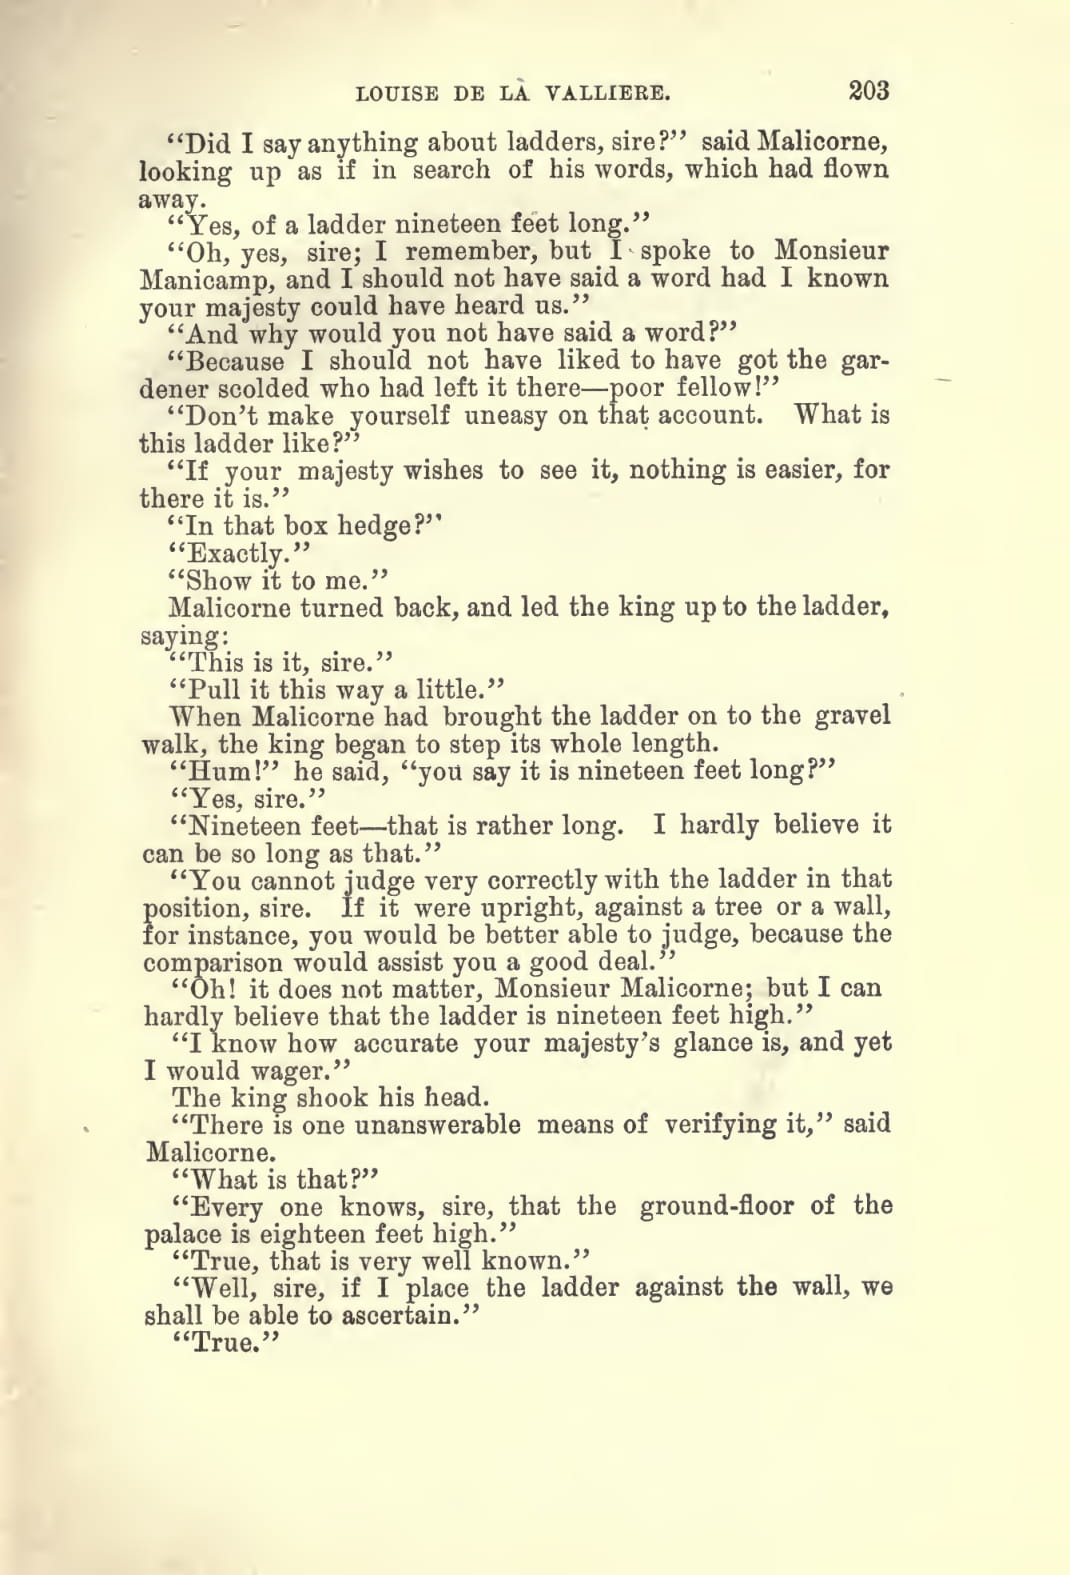 LOUISE DE LA VALLIERE. 203
“Did I say anything about ladders, sire?” said Malicorne,
looking up as if in search of his words, which had flown
away.
“Yes, of a ladder nineteen feet long.”
“Oh, yes, sire; I remember, but I spoke to Monsieur
Manicamp, and I should not have said a word had I known
your majesty could have heard us.”
“And why would you not have said a word?”
“Because I should not have liked to have got the gar-
dener scolded who had left it there—poor fellow!”
“Don’t make yourself uneasy on that account. What is
this ladder like?”
“If your majesty wishes to see it, nothing is easier, for
there it is.”
“In that box hedge?”
“Exactly.”
“Show it to me.”
Malicorne turned back, and led the king up to the ladder,
saying:
“This is it, sire.”
“Pull it this way a little.”
When Malicorne had brought the ladder on to the gravel
walk, the king began to step its whole length.
“Hum!” he said, “you say it is nineteen feet long?”
“Yes, sire.”
“Nineteen feet—that is rather long. I hardly believe it
can be so long as that.”
“You cannot judge very correctly with the ladder in that
position, sire. If it were upright, against a tree or a wall,
for instance, you would be better able to judge, because the
comparison would assist you a good deal.”
“Oh! it does not matter, Monsieur Malicorne; but I can
hardly believe that the ladder is nineteen feet high.”
“I know how accurate your majesty’s glance is, and yet
I would wager.”
The king shook his head.
“There is one unanswerable means of verifying it,” said
Malicorne.
“What is that?”
“Every one knows, sire, that the ground-floor of the
palace is eighteen feet high.”
“True, that is very well known.”
“Well, sire, if I place the ladder against the wall, we
shall be able to ascertain.”
“True.”